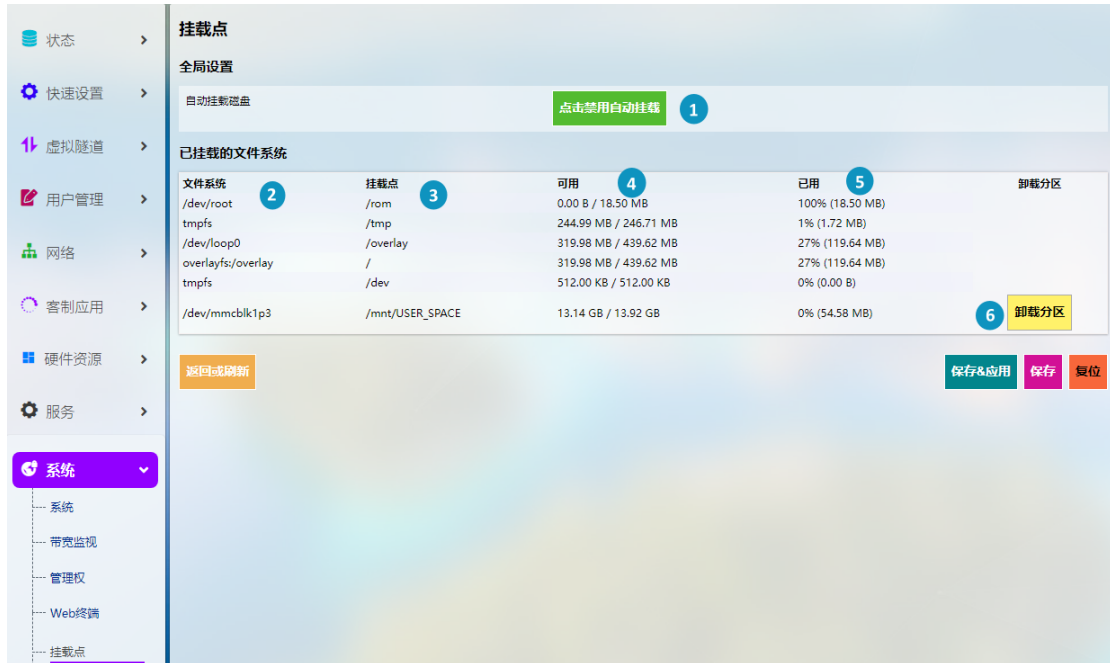 状态
快速设置
虚拟隧道
用户管理
网络
客制应用
硬件资源
服务
系统
系统
带宽监视
管理权
Web终端
挂载点
挂载点
全局设置
自动挂载磁盘 点击禁用自动挂载 1
已挂载的文件系统
文件系统 2 挂载点 3 可用 4 已用 5 卸载分区
/dev/root /rom 0.00 B / 18.50 MB 100% (18.50 MB)
tmpfs /tmp 244.99 MB / 246.71 MB 1% (1.72 MB)
/dev/loop0 /overlay 319.98 MB / 439.62 MB 27% (119.64 MB)
overlayfs:/overlay / 319.98 MB / 439.62 MB 27% (119.64 MB)
tmpfs /dev 512.00 KB / 512.00 KB 0% (0.00 B)
/dev/mmcblk1p3 /mnt/USER_SPACE 13.14 GB / 13.92 GB 0% (54.58 MB) 6 卸载分区
返回或刷新 保存&应用 保存 复位